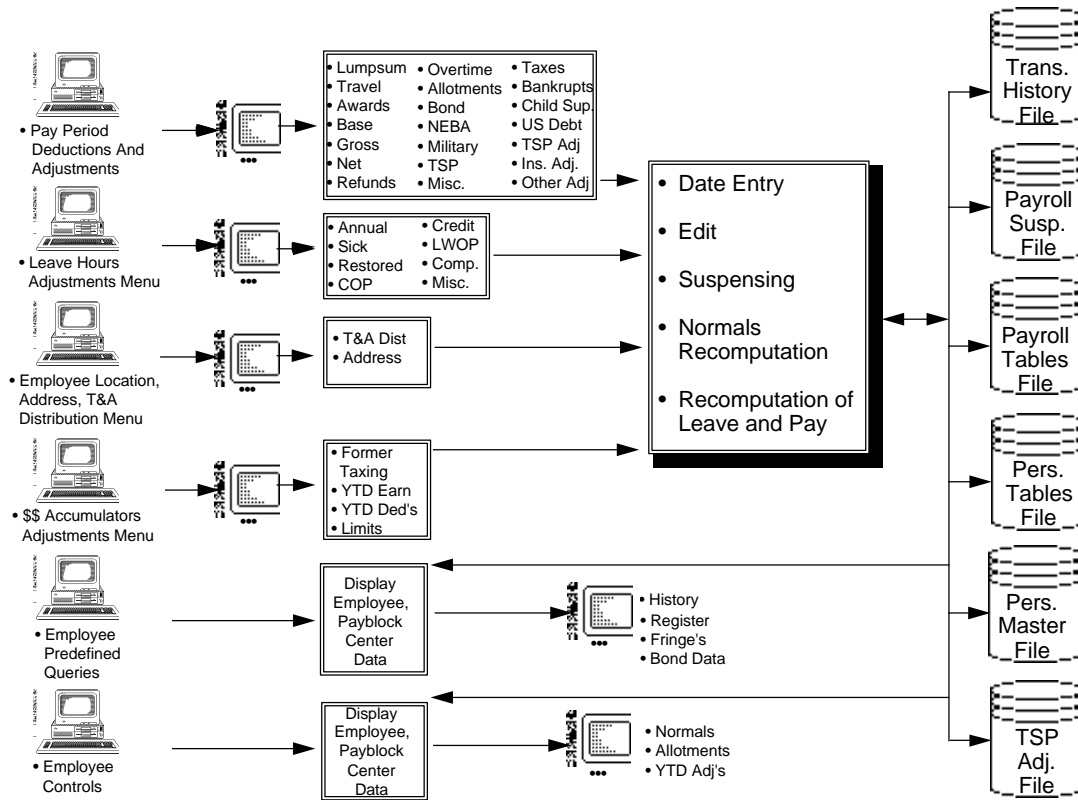 • Pay Period
Deductions And
Adjustments
• Lumpsum
• Travel
• Awards
• Base
• Gross
• Net
• Refunds
• Overtime
• Allotments
• Bond
• NEBA
• Military
• TSP
• Misc.
• Taxes
• Bankrupts
• Child Sup.
• US Debt
• TSP Adj
• Ins. Adj.
• Other Adj
• Leave Hours
Adjustments Menu
• Annual
• Sick
• Restored
• COP
• Credit
• LWOP
• Comp.
• Misc.
• Employee Location,
Address, T&A
Distribution Menu
• T&A Dist
• Address
• $$ Accumulators
Adjustments Menu
• Former
Taxing
• YTD Earn
• YTD Ded's
• Limits
• Date Entry
• Edit
• Suspensing
• Normals
Recomputation
• Recomputation of
Leave and Pay
• Employee
Predefined
Queries
Display
Employee,
Payblock
Center
Data
• History
• Register
• Fringe's
• Bond Data
• Employee
Controls
Display
Employee,
Payblock
Center
Data
• Normals
• Allotments
• YTD Adj's
Trans.
History
File
Payroll
Susp.
File
Payroll
Tables
File
Pers.
Tables
File
Pers.
Master
File
TSP
Adj.
File